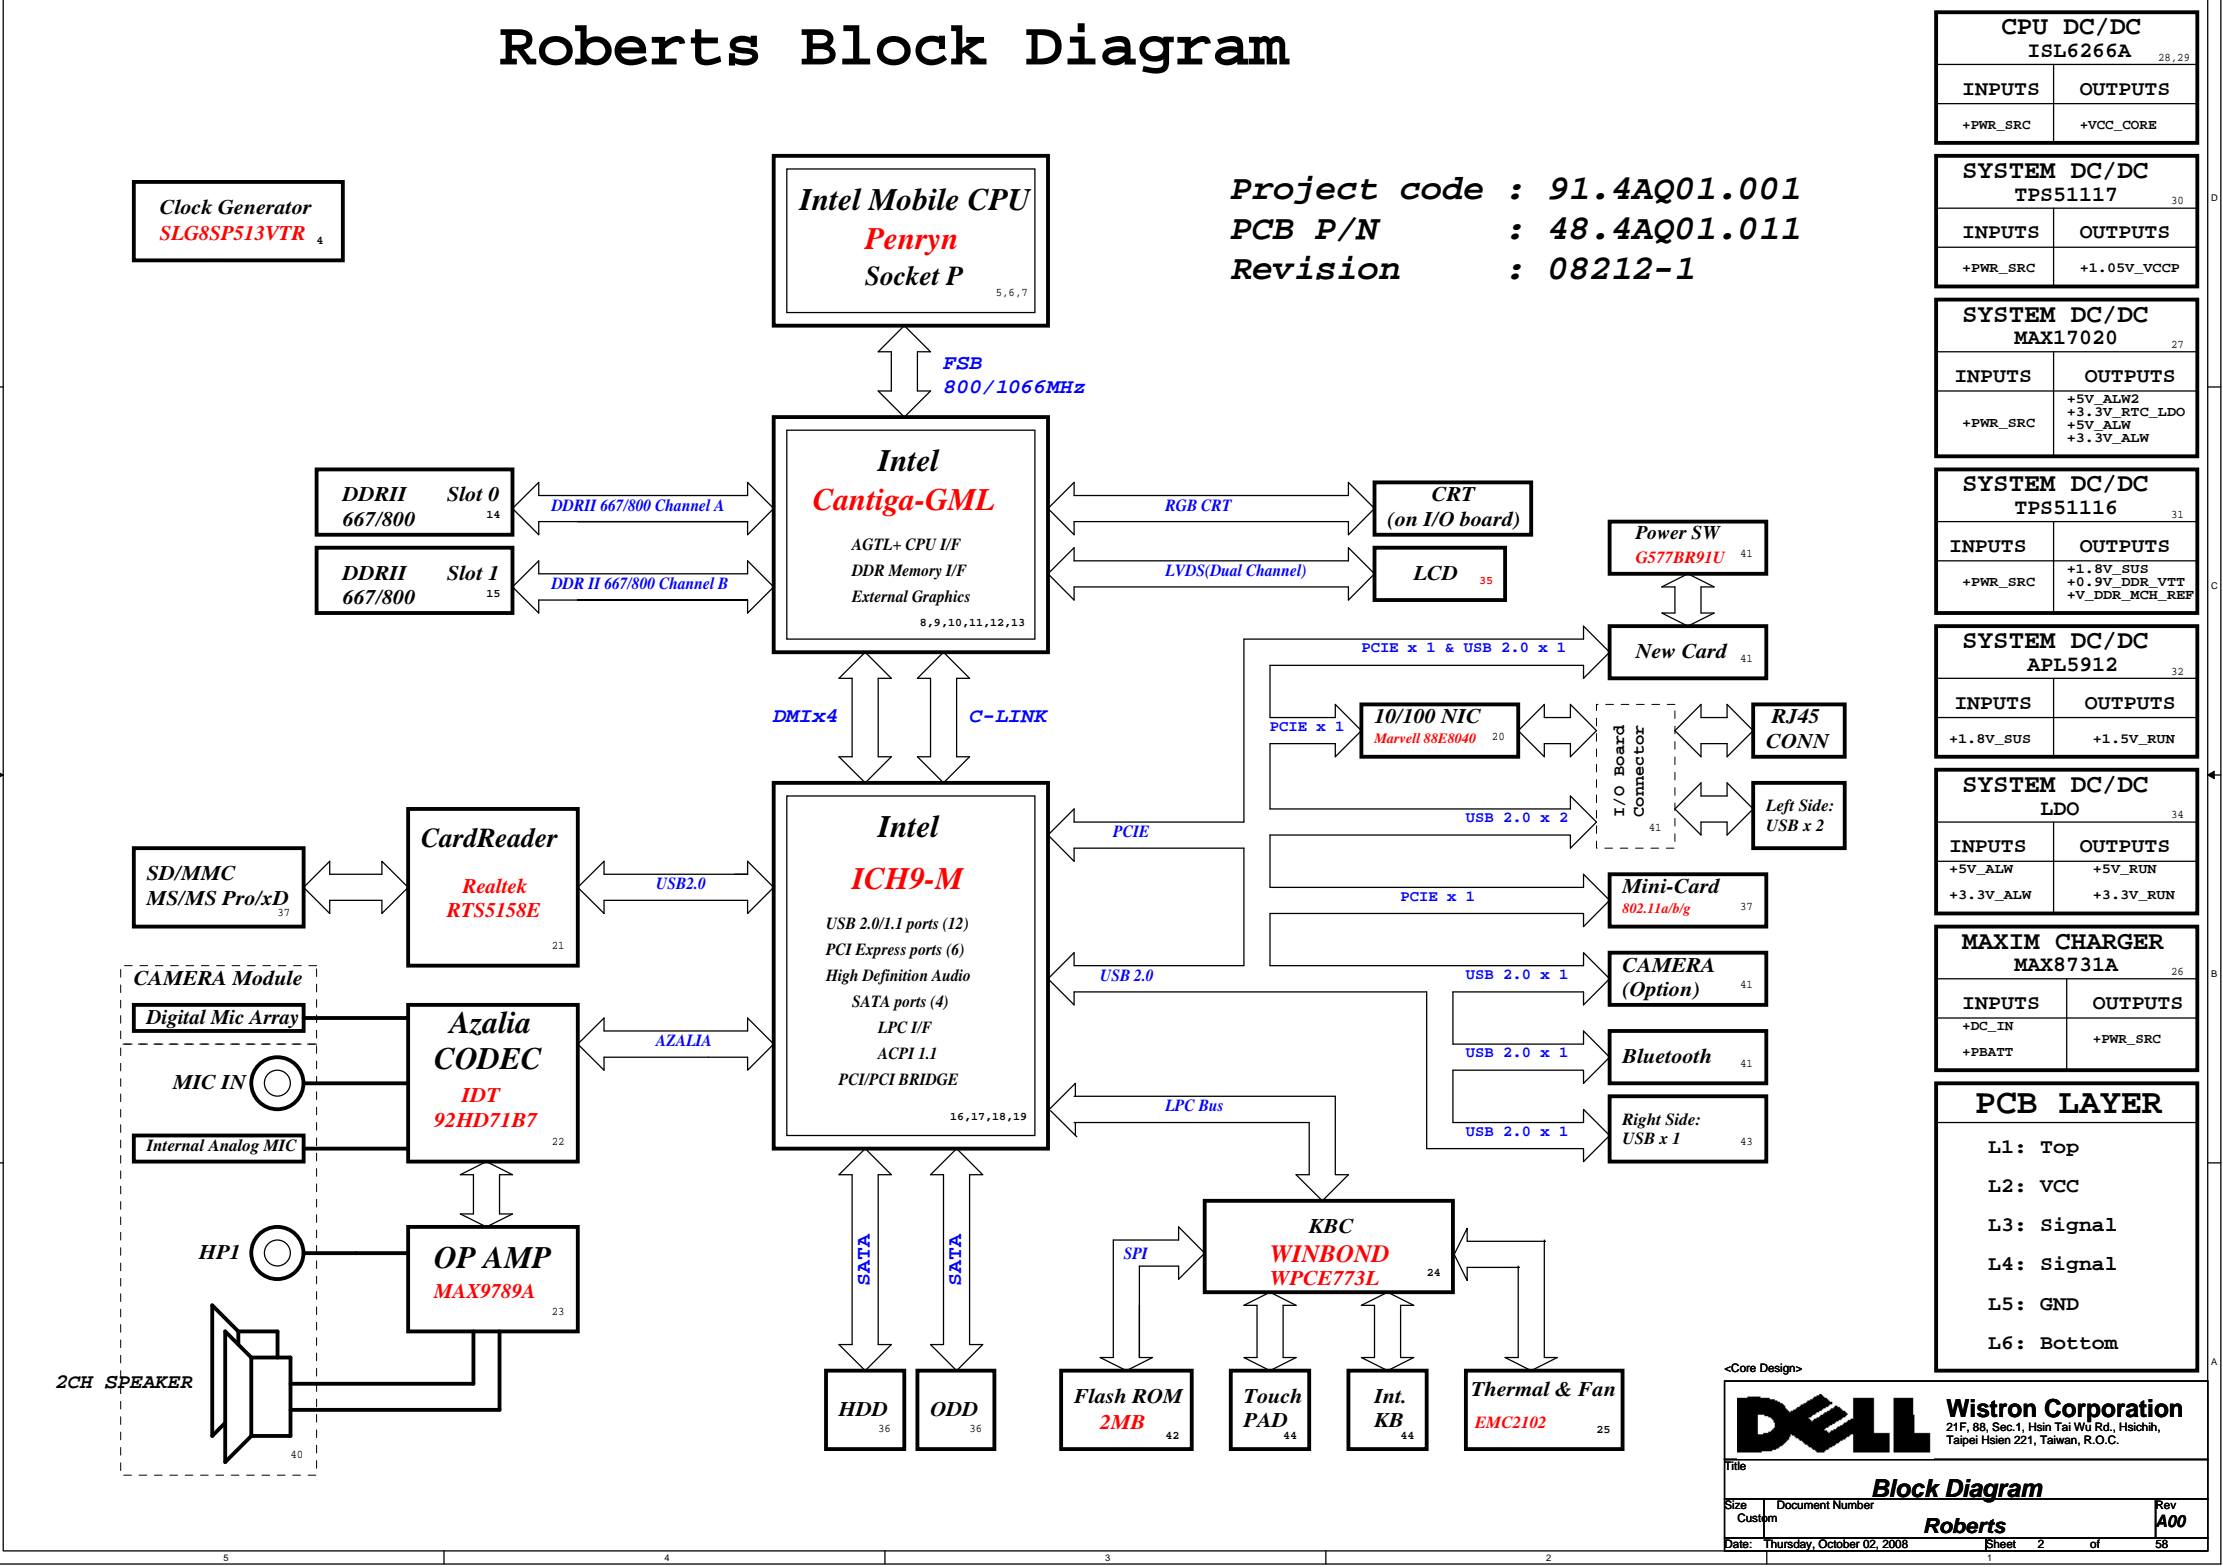 Roberts Block Diagram
Project code : 91.4AQ01.001
PCB P/N : 48.4AQ01.011
Revision : 08212-1
Clock Generator
SLG8SP513VTR 4
Intel Mobile CPU
Penryn
Socket P
5,6,7
FSB
800/1066MHz
Intel
Cantiga-GML
AGTL+ CPU I/F
DDR Memory I/F
External Graphics
8,9,10,11,12,13
DDRII Slot 0
667/800 14
DDRII 667/800 Channel A
DDRII Slot 1
667/800 15
DDR II 667/800 Channel B
RGB CRT
CRT
(on I/O board)
LVDS(Dual Channel)
LCD 35
Power SW
G577BR91U 41
PCIE x 1 & USB 2.0 x 1
New Card 41
DMIx4
C-LINK
PCIE x 1
10/100 NIC
Marvell 88E8040 20
I/O Board
Connector
41
RJ45
CONN
USB 2.0 x 2
Left Side:
USB x 2
Intel
ICH9-M
USB 2.0/1.1 ports (12)
PCI Express ports (6)
High Definition Audio
SATA ports (4)
LPC I/F
ACPI 1.1
PCI/PCI BRIDGE
16,17,18,19
PCIE
USB 2.0
PCIE x 1
Mini-Card
802.11a/b/g 37
USB 2.0 x 1
CAMERA
(Option) 41
USB 2.0 x 1
Bluetooth 41
USB 2.0 x 1
Right Side:
USB x 1 43
CardReader
Realtek
RTS5158E
21
SD/MMC
MS/MS Pro/xD
37
USB2.0
CAMERA Module
Digital Mic Array
MIC IN
Internal Analog MIC
Azalia
CODEC
IDT
92HD71B7
22
AZALIA
HP1
OP AMP
MAX9789A
23
2CH SPEAKER
40
SATA
SATA
HDD
36
ODD
36
LPC Bus
KBC
WINBOND
WPCE773L 24
SPI
Flash ROM
2MB 42
Touch
PAD
44
Int.
KB
44
Thermal & Fan
EMC2102 25
CPU DC/DC
ISL6266A 28,29
INPUTS OUTPUTS
+PWR_SRC +VCC_CORE
SYSTEM DC/DC
TPS51117 30
INPUTS OUTPUTS
+PWR_SRC +1.05V_VCCP
SYSTEM DC/DC
MAX17020 27
INPUTS OUTPUTS
+PWR_SRC
+5V_ALW2
+3.3V_RTC_LDO
+5V_ALW
+3.3V_ALW
SYSTEM DC/DC
TPS51116 31
INPUTS OUTPUTS
+PWR_SRC
+1.8V_SUS
+0.9V_DDR_VTT
+V_DDR_MCH_REF
SYSTEM DC/DC
APL5912 32
INPUTS OUTPUTS
+1.8V_SUS +1.5V_RUN
SYSTEM DC/DC
LDO 34
INPUTS OUTPUTS
+5V_ALW +5V_RUN
+3.3V_ALW +3.3V_RUN
MAXIM CHARGER
MAX8731A 26
INPUTS OUTPUTS
+DC_IN
+PBATT
+PWR_SRC
PCB LAYER
L1: Top
L2: VCC
L3: Signal
L4: Signal
L5: GND
L6: Bottom
<Core Design>
DELL
Wistron Corporation
21F, 88, Sec.1, Hsin Tai Wu Rd., Hsichih,
Taipei Hsien 221, Taiwan, R.O.C.
Title
Block Diagram
Size Document Number Rev
Custom
Roberts A00
Date: Thursday, October 02, 2008 Sheet 2 of 58
D
C
B
A
5 4 3 2 1